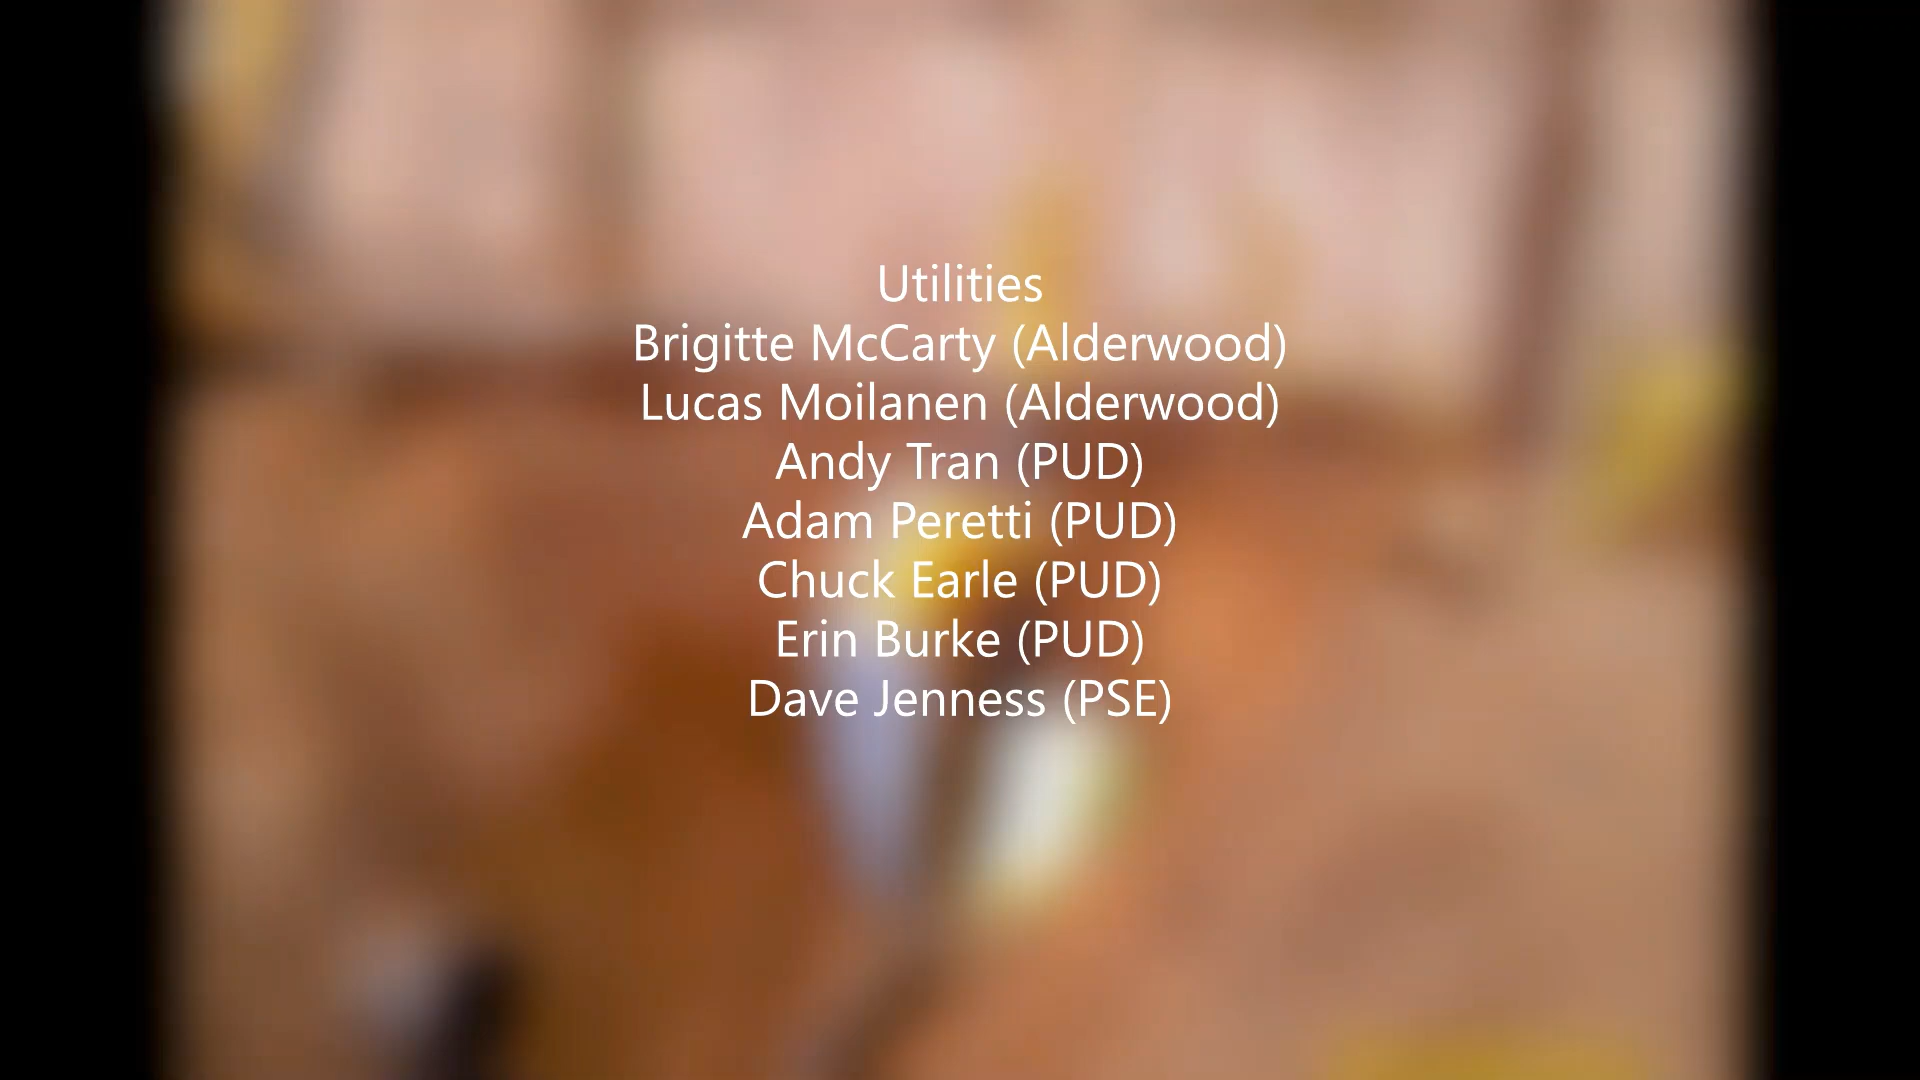 Utilities
Brigitte McCarty (Alderwood)
Lucas Moilanen (Alderwood)
Andy Tran (PUD)
Adam Peretti (PUD)
Chuck Earle (PUD)
Erin Burke (PUD)
Dave Jenness (PSE)